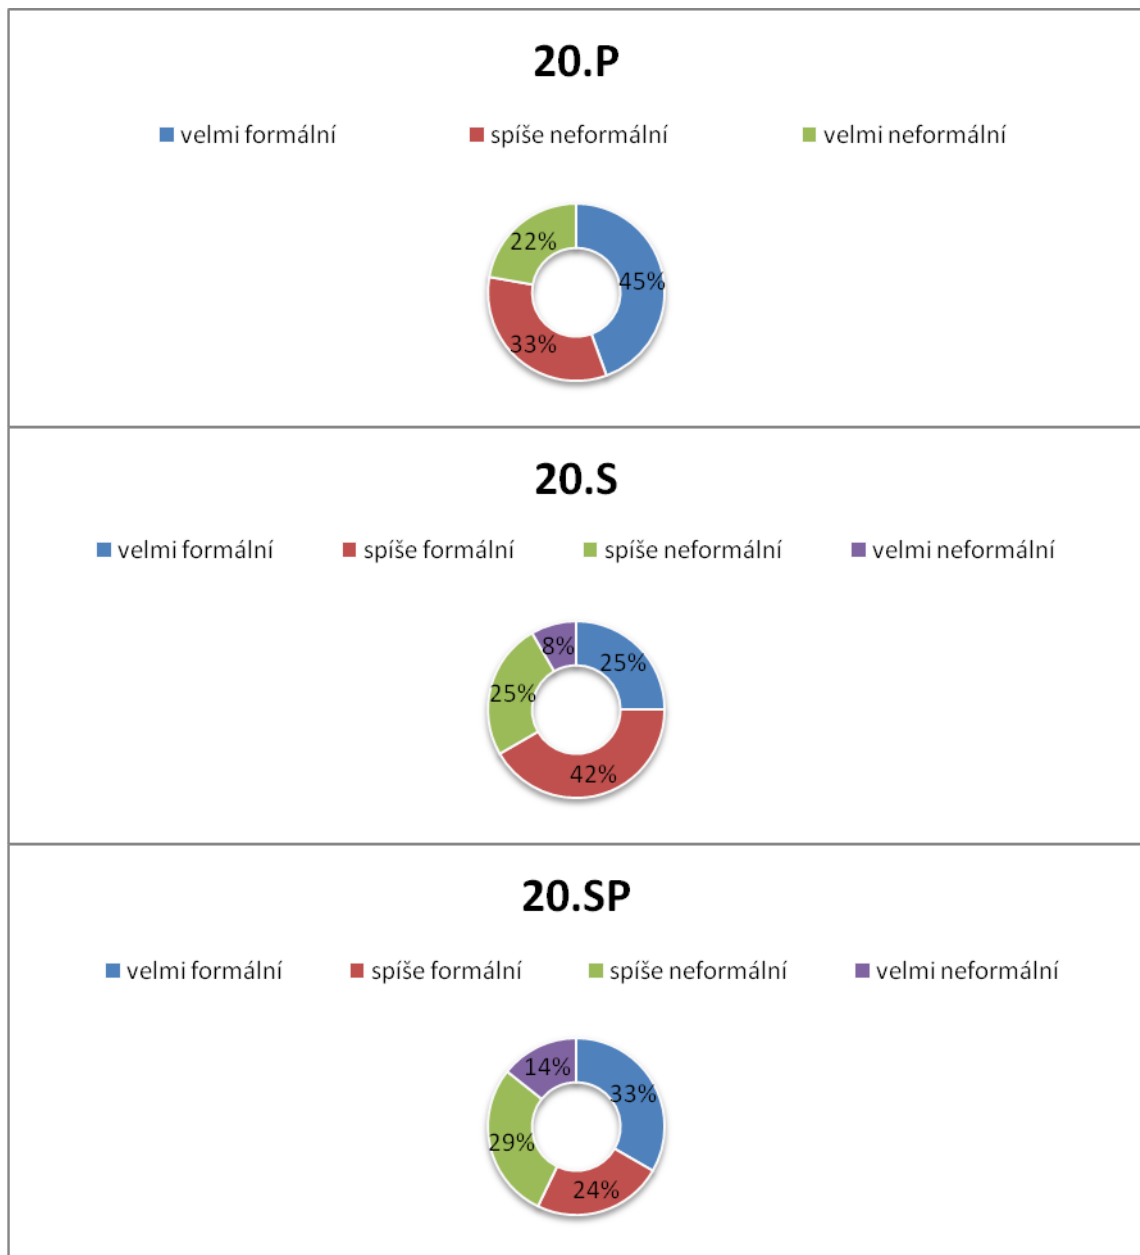 20.P
velmi formální spíše neformální velmi neformální
22%
45%
33%
20.S
velmi formální spíše formální spíše neformální velmi neformální
8%
25%
25%
42%
20.SP
velmi formální spíše formální spíše neformální velmi neformální
14%
33%
29%
24%